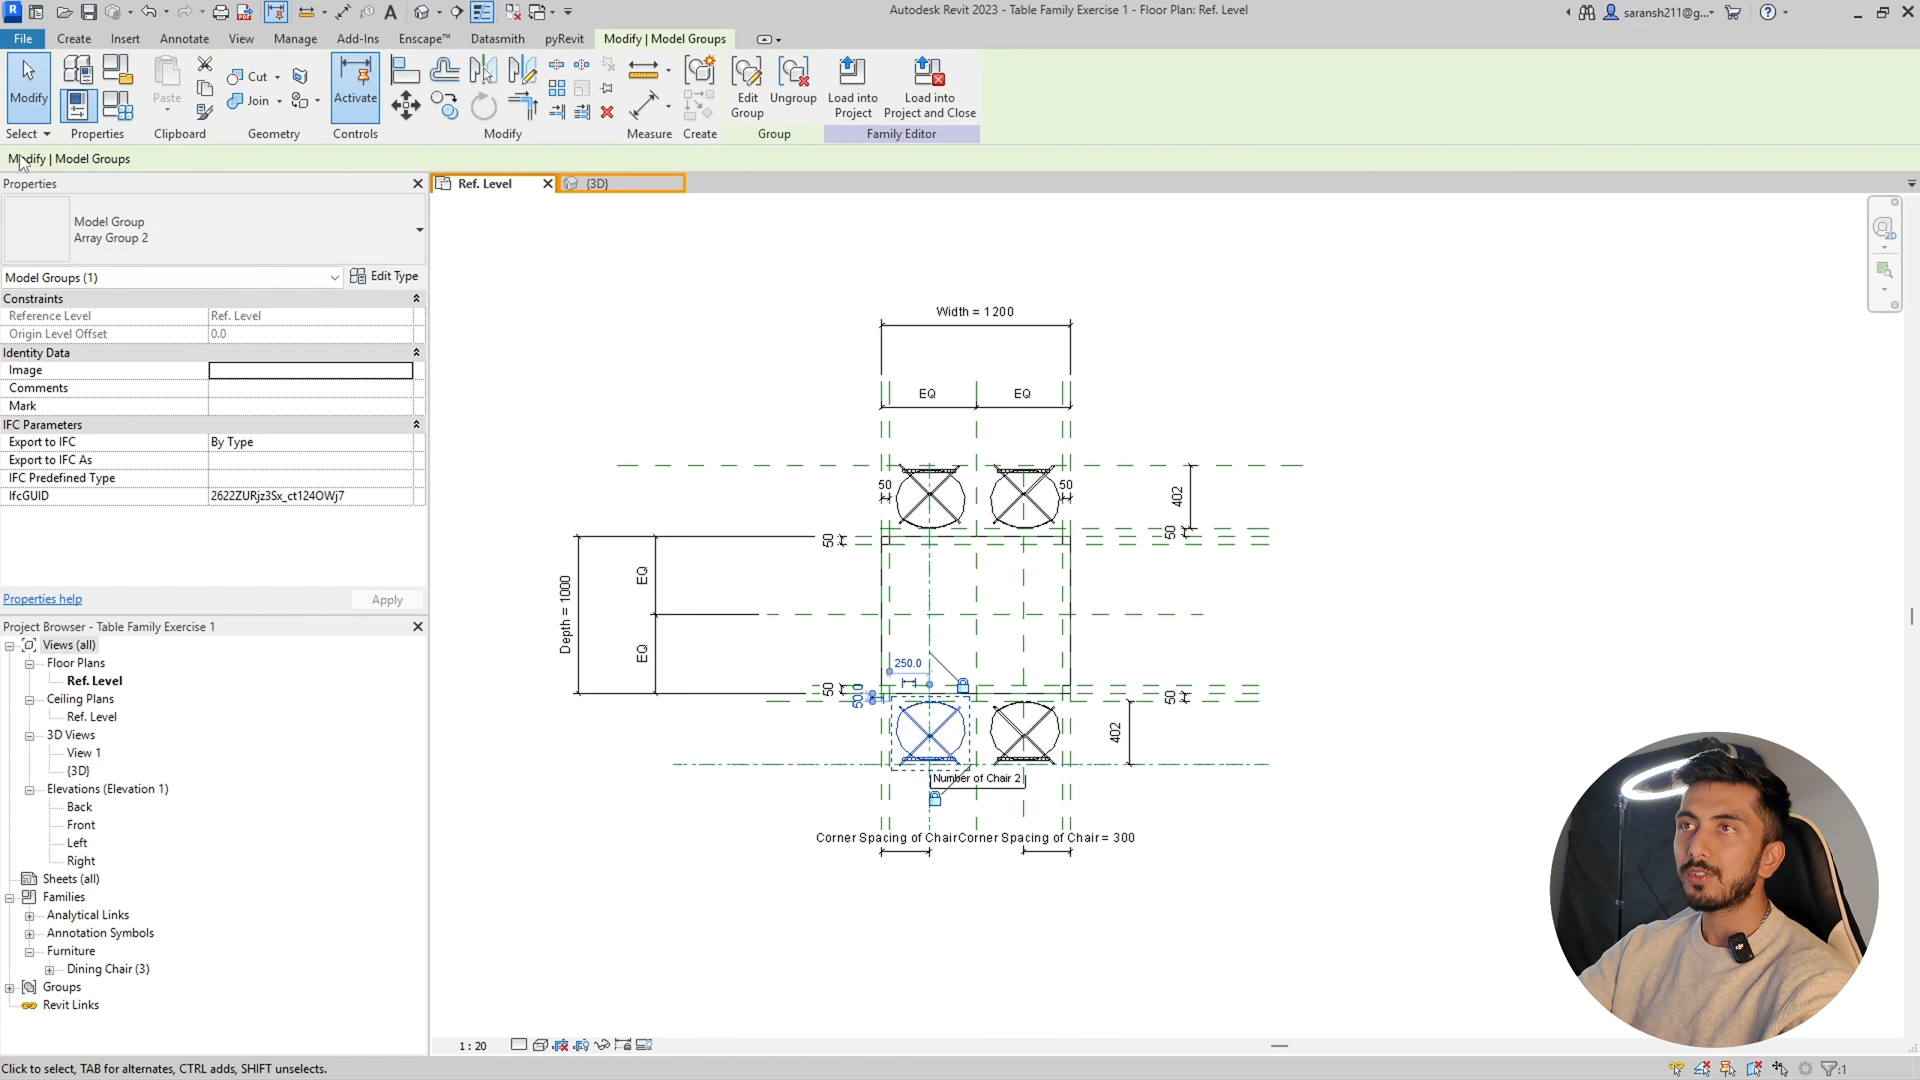 Autodesk Revit 2023 - Table Family Exercise 1 - Floor Plan: Ref. Level
saransh211@g...
File
Create
Insert
Annotate
View
Manage
Add-Ins
Enscape™
Datasmith
pyRevit
Modify | Model Groups
Modify
Paste
Cut
Join
Activate
Edit
Group
Ungroup
Load into
Project
Load into
Project and Close
Select
Properties
Clipboard
Geometry
Controls
Modify
Measure
Create
Group
Family Editor
Modify | Model Groups
Properties
Model Group
Array Group 2
Model Groups (1)
Edit Type
Constraints
Reference Level Ref. Level
Origin Level Offset 0.0
Identity Data
Image
Comments
Mark
IFC Parameters
Export to IFC By Type
Export to IFC As
IFC Predefined Type
IfcGUID 2622ZURjz3Sx_ct124OWj7
Properties help
Apply
Project Browser - Table Family Exercise 1
Views (all)
Floor Plans
Ref. Level
Ceiling Plans
Ref. Level
3D Views
View 1
{3D}
Elevations (Elevation 1)
Back
Front
Left
Right
Sheets (all)
Families
Analytical Links
Annotation Symbols
Furniture
Dining Chair (3)
Groups
Revit Links
Ref. Level
{3D}
2D
Width = 1200
EQ
EQ
50
50
402
50
50
Depth = 1000
EQ
EQ
250.0
50
50.0
50
402
Number of Chair 2
Corner Spacing of Chair
Corner Spacing of Chair = 300
1 : 20
Click to select, TAB for alternates, CTRL adds, SHIFT unselects.
:1